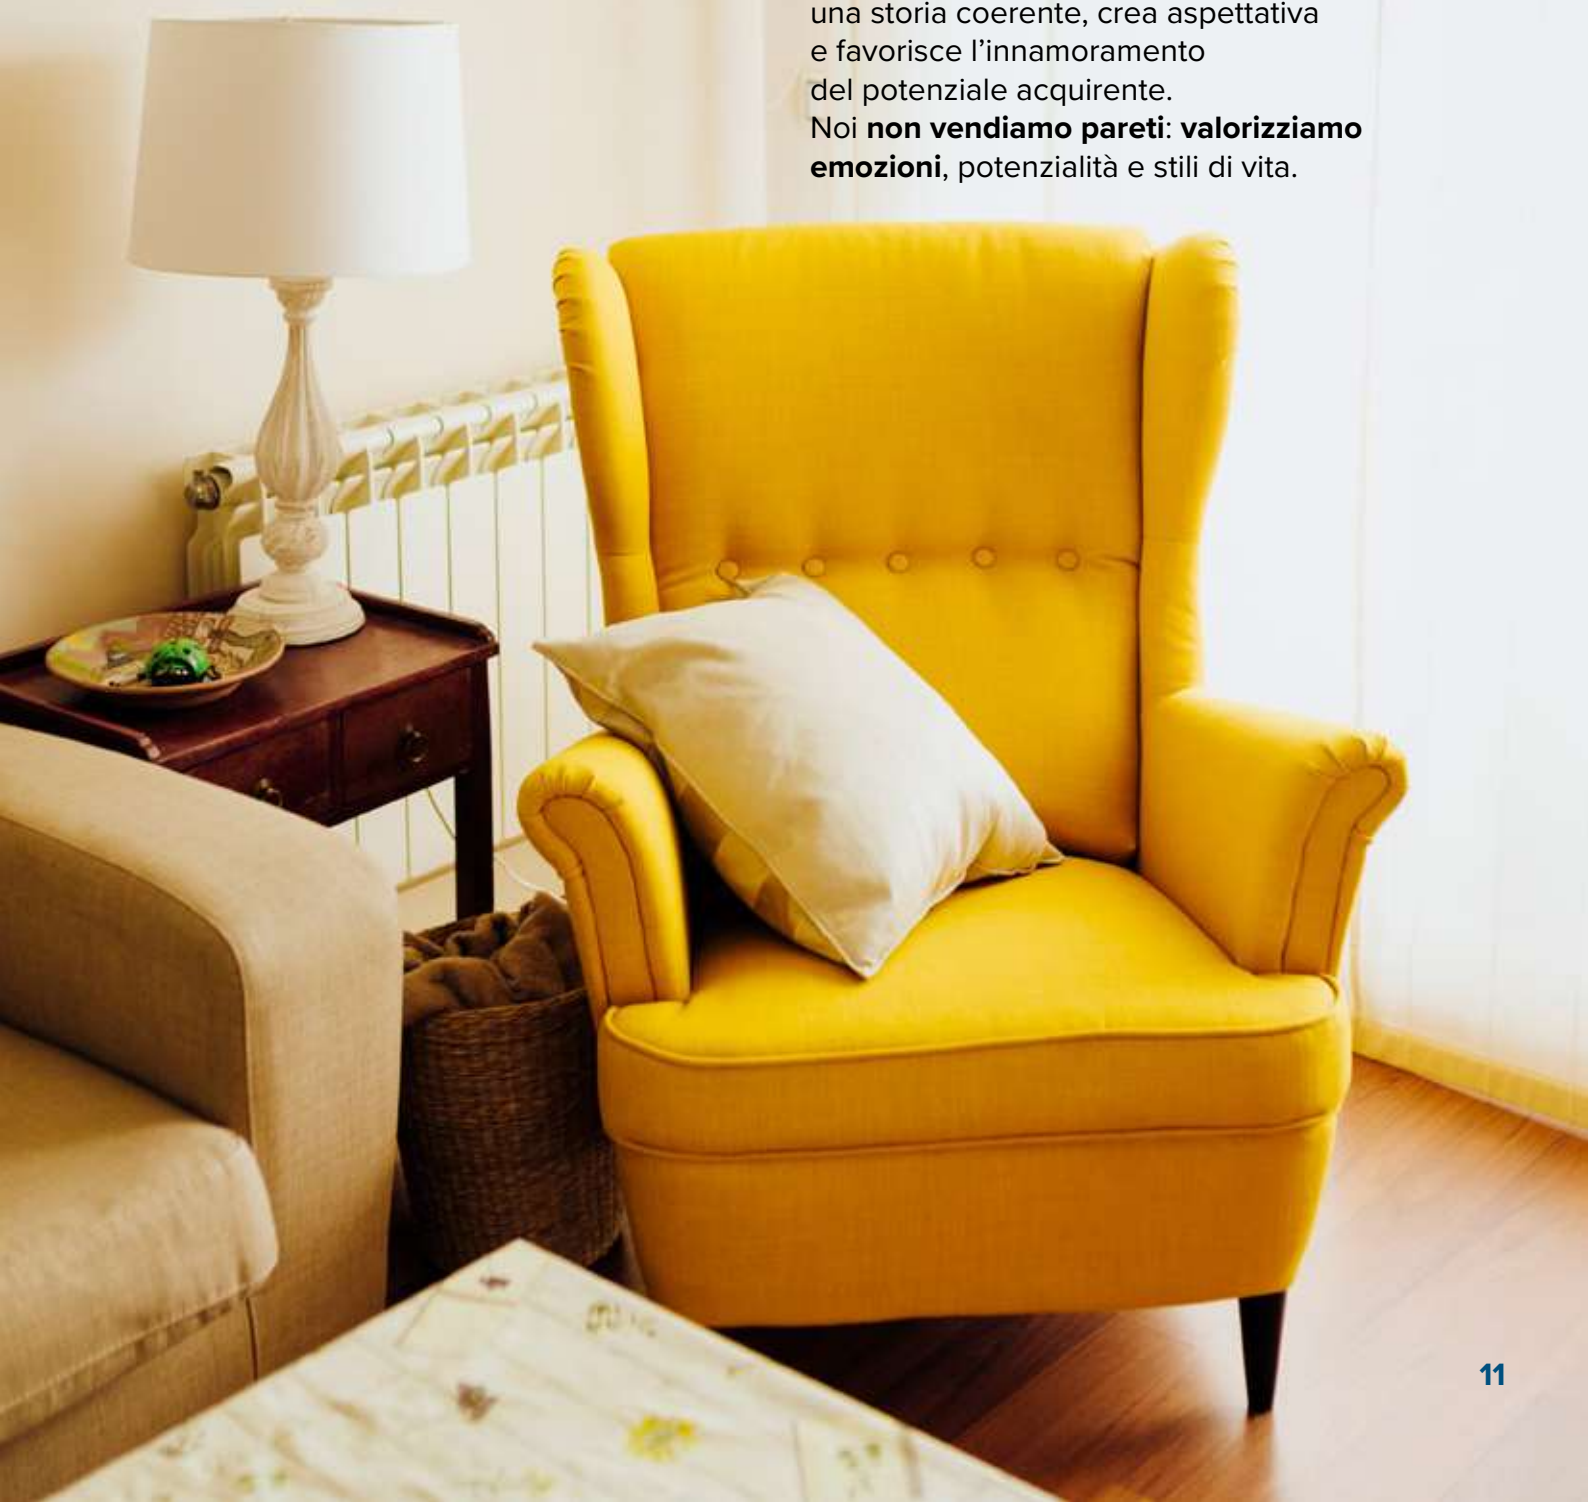 una storia coerente, crea aspettativa
e favorisce l’innamoramento
del potenziale acquirente.
Noi non vendiamo pareti: valorizziamo
emozioni, potenzialità e stili di vita.
11